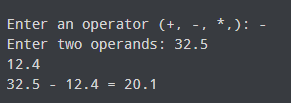 Enter an operator (+, -, *,): -
Enter two operands: 32.5
12.4
32.5 - 12.4 = 20.1